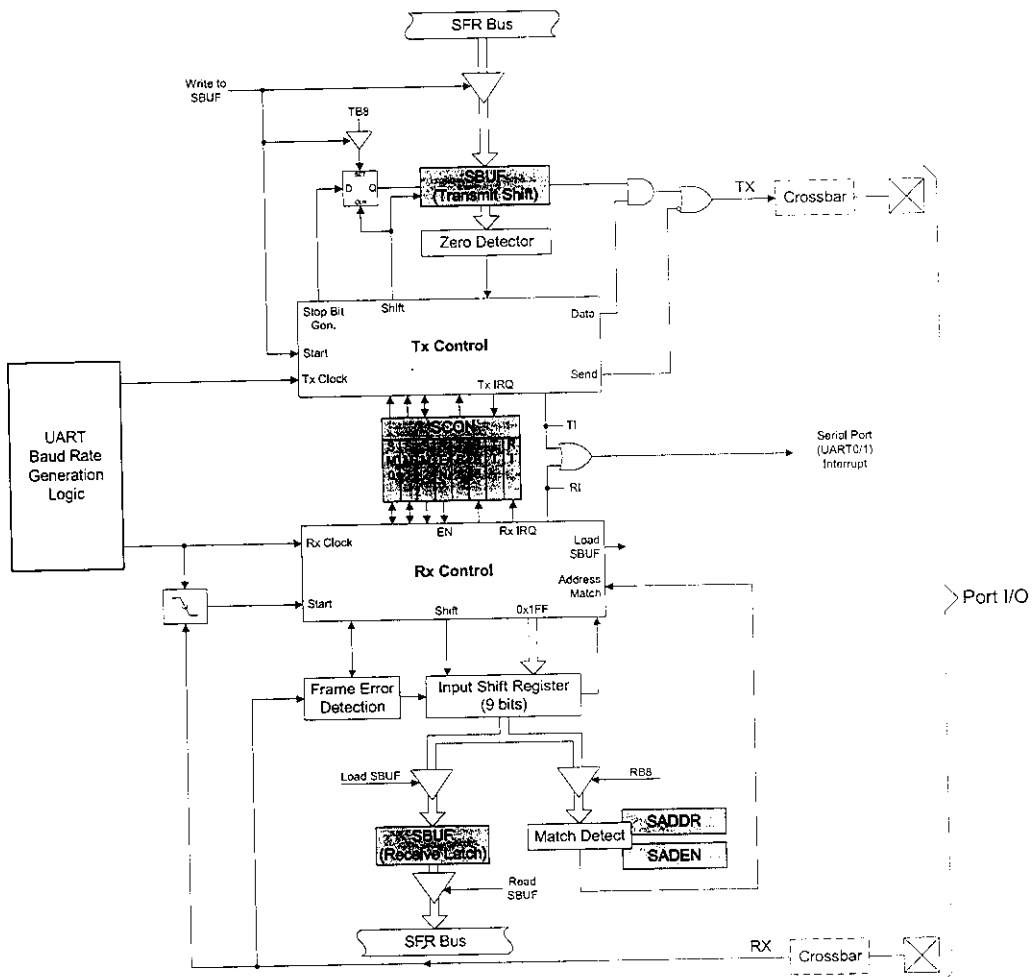 SFR Bus
Write to
SBUF
TB8
SET
D Q
CLR
SBUF
(Transmit Shift)
TX
Crossbar
Zero Detector
Stop Bit
Gen.
Shift
Data
Tx Control
Start
Tx Clock
Tx IRQ
Send
UART
Baud Rate
Generation
Logic
SCON
TI
Serial Port
(UART0/1)
Interrupt
RI
EN
Rx IRQ
Rx Clock
Load
SBUF
Rx Control
Address
Match
Start
Shift
0x1FF
Port I/O
Frame Error
Detection
Input Shift Register
(9 bits)
Load SBUF
RB8
SBUF
(Receive Latch)
Match Detect
SADDR
SADEN
Read
SBUF
SFR Bus
RX
Crossbar